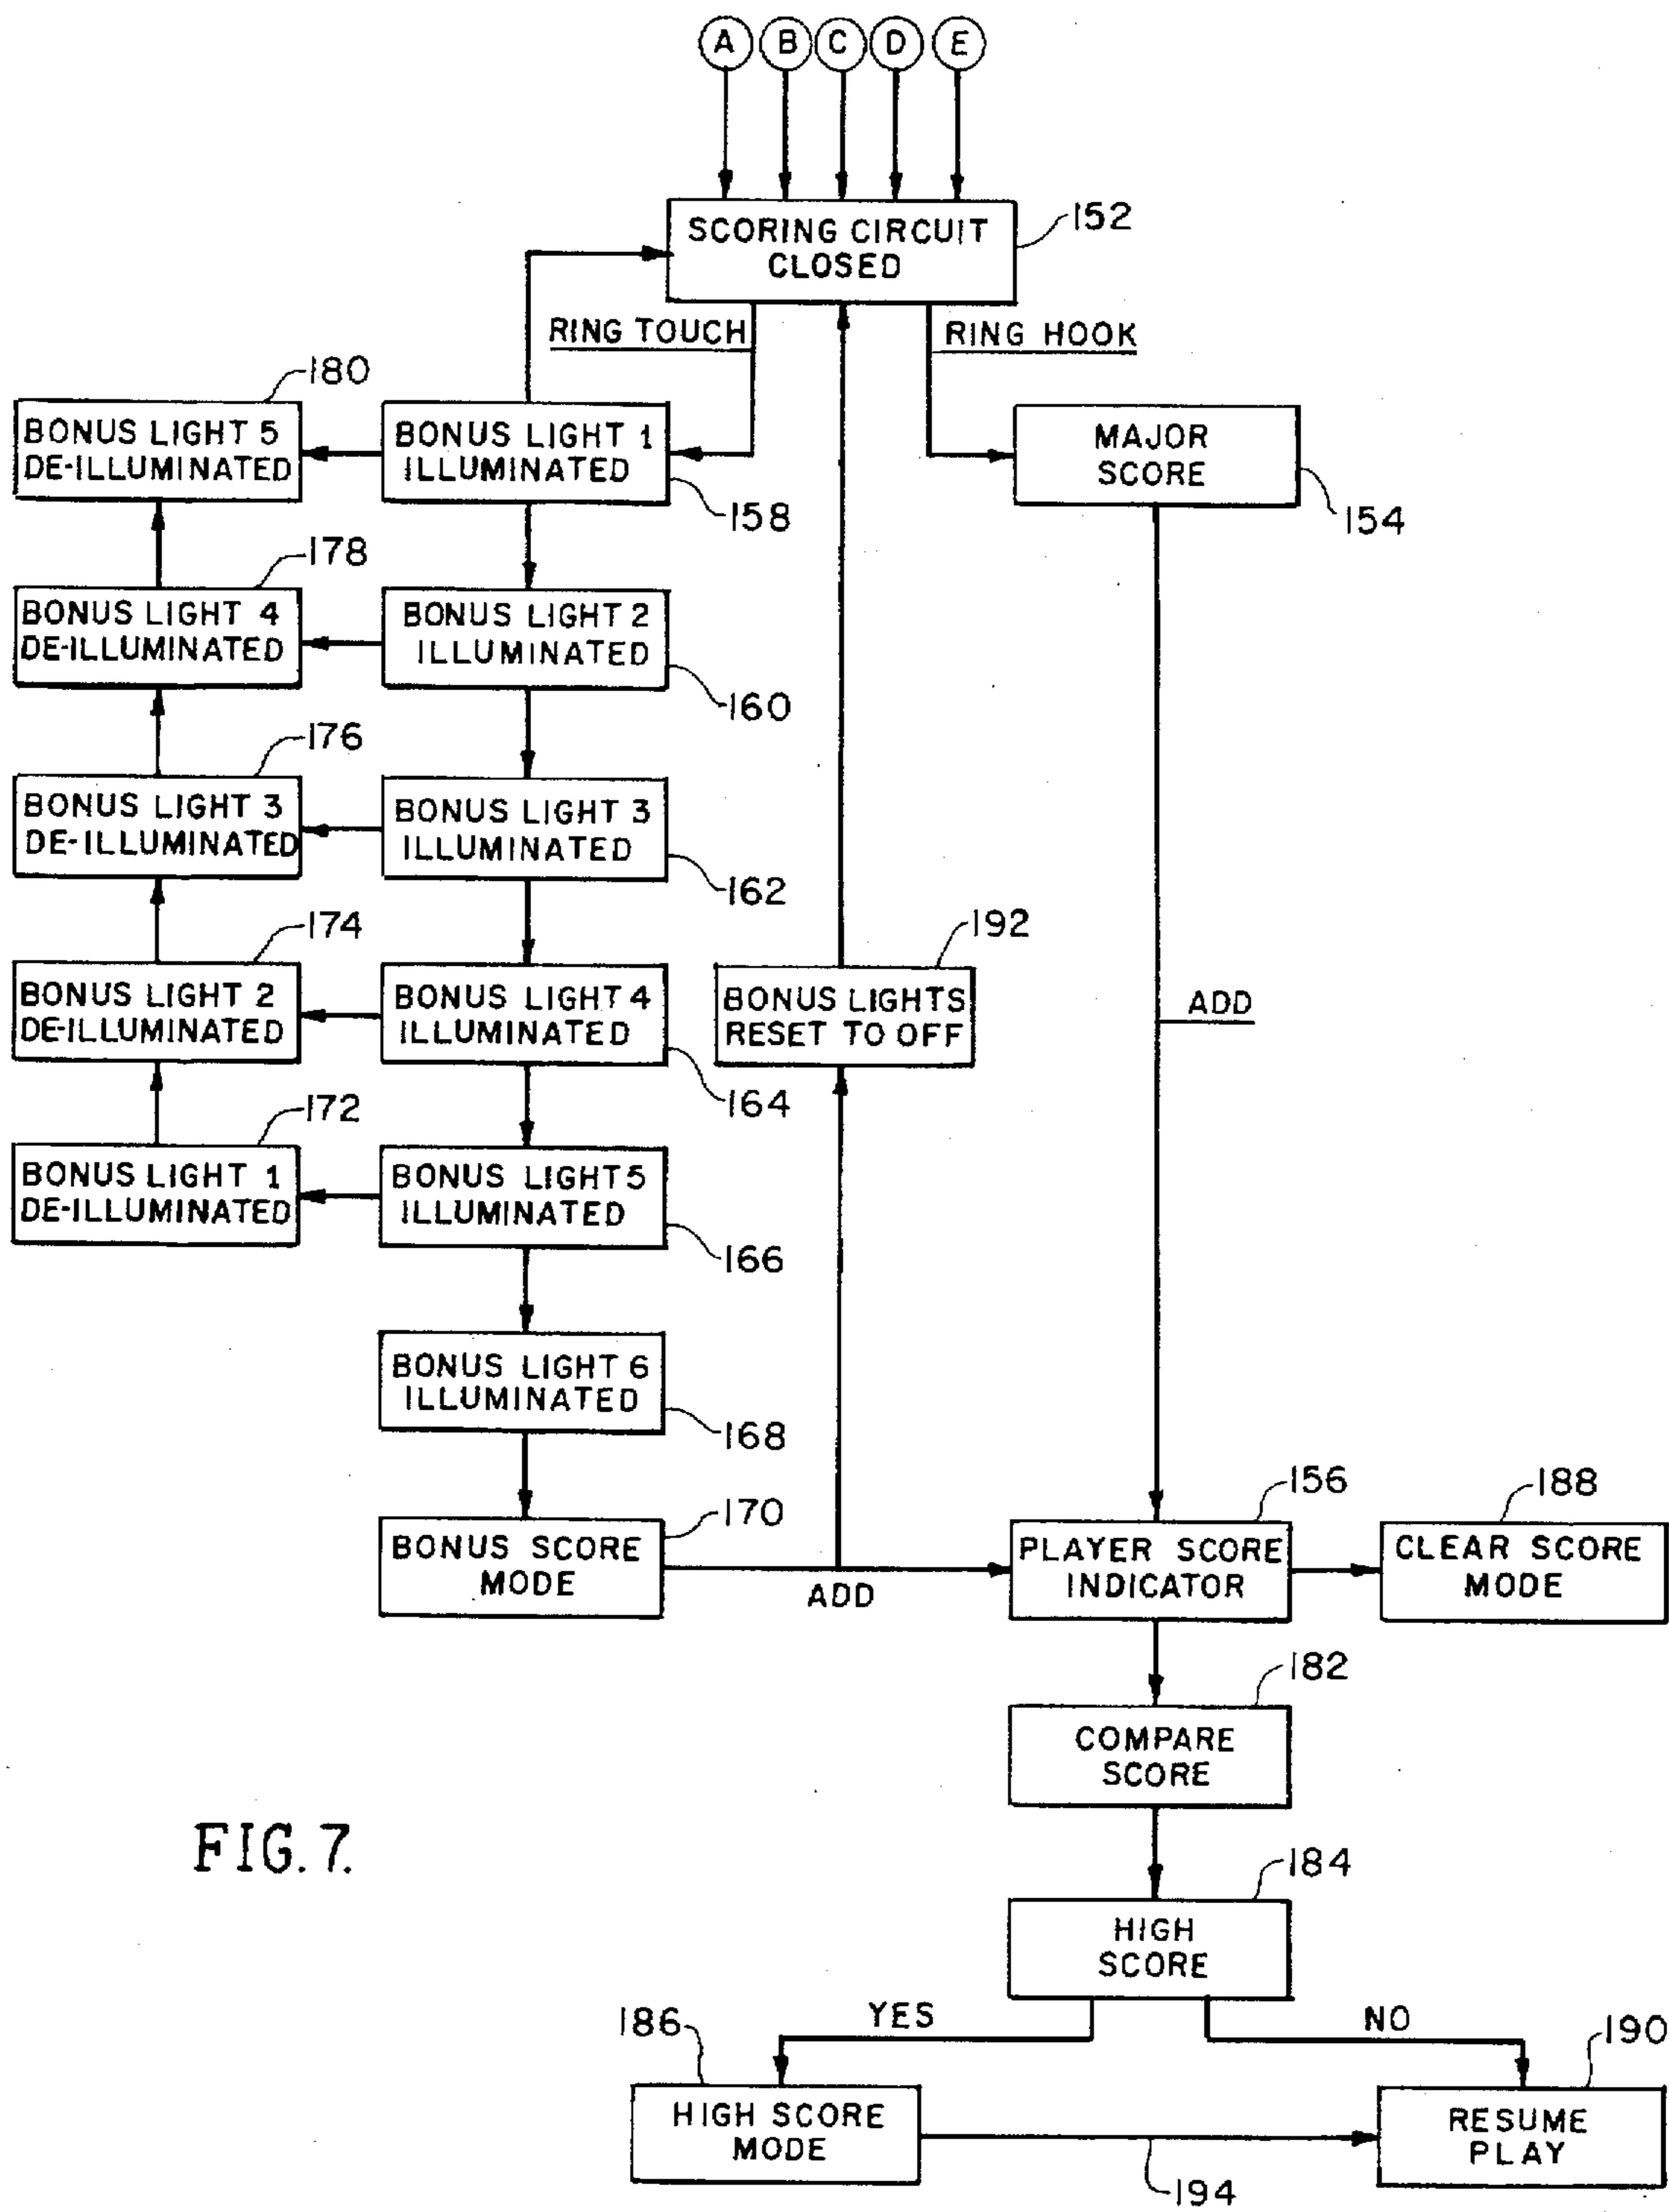 A B C D E
152
SCORING CIRCUIT
CLOSED
RING TOUCH
RING HOOK
180
BONUS LIGHT 5
DE-ILLUMINATED
BONUS LIGHT 1
ILLUMINATED
158
MAJOR
SCORE
154
178
BONUS LIGHT 4
DE-ILLUMINATED
BONUS LIGHT 2
ILLUMINATED
160
176
BONUS LIGHT 3
DE-ILLUMINATED
BONUS LIGHT 3
ILLUMINATED
162
174
BONUS LIGHT 2
DE-ILLUMINATED
BONUS LIGHT 4
ILLUMINATED
164
192
BONUS LIGHTS
RESET TO OFF
ADD
172
BONUS LIGHT 1
DE-ILLUMINATED
BONUS LIGHT 5
ILLUMINATED
166
BONUS LIGHT 6
ILLUMINATED
168
170
BONUS SCORE
MODE
ADD
156
PLAYER SCORE
INDICATOR
188
CLEAR SCORE
MODE
182
COMPARE
SCORE
FIG. 7.
184
HIGH
SCORE
YES
NO
186
HIGH SCORE
MODE
190
RESUME
PLAY
194